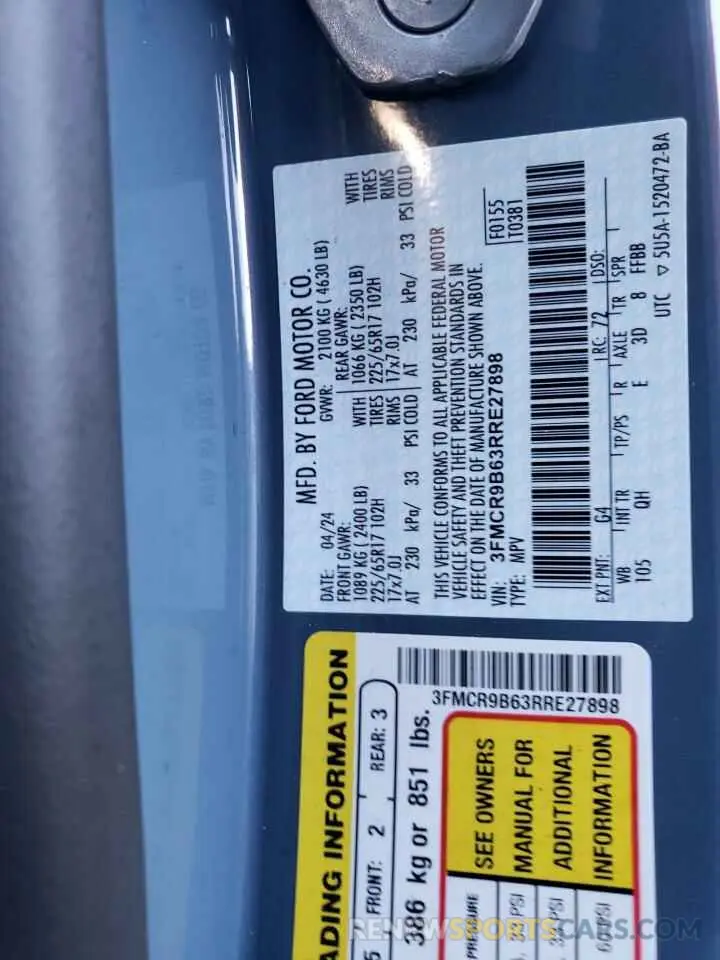 MFD. BY FORD MOTOR CO.
DATE: 04/24 GVWR: 2100 KG ( 4630 LB)
FRONT GAWR: REAR GAWR:
1089 KG ( 2400 LB) WITH 1066 KG ( 2350 LB) WITH
225/65R17 102H TIRES 225/65R17 102H TIRES
17x7.0J RIMS 17x7.0J RIMS
AT 230 kPa/ 33 PSI COLD AT 230 kPa/ 33 PSI COLD
THIS VEHICLE CONFORMS TO ALL APPLICABLE FEDERAL MOTOR
VEHICLE SAFETY AND THEFT PREVENTION STANDARDS IN
EFFECT ON THE DATE OF MANUFACTURE SHOWN ABOVE.
VIN: 3FMCR9B63RRE27898 F0155
TYPE: MPV T0381
EXT PNT: G4 RC: 72 DSO:
WB INT TR TP/PS R AXLE TR SPR
105 QH E 3D 8 FFBB
UTC ▽ 5U5A-1520472-BA
ADING INFORMATION
5 FRONT: 2 REAR: 3
386 kg or 851 lbs.
3FMCR9B63RRE27898
PRESSURE
PSI
PSI
PSI
SEE OWNERS
MANUAL FOR
ADDITIONAL
INFORMATION
RENEWSPORTSCARS.COM